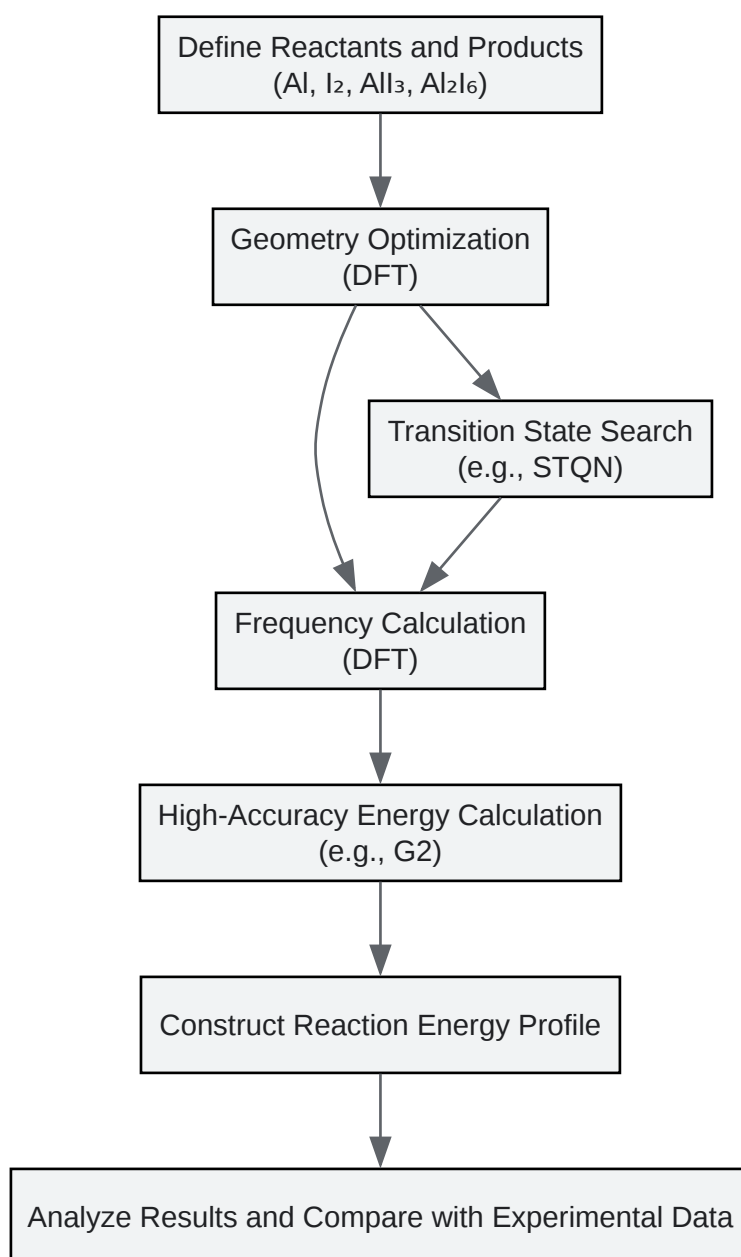 Define Reactants and Products
(Al, I₂, AlI₃, Al₂I₆)
Geometry Optimization
(DFT)
Transition State Search
(e.g., STQN)
Frequency Calculation
(DFT)
High-Accuracy Energy Calculation
(e.g., G2)
Construct Reaction Energy Profile
Analyze Results and Compare with Experimental Data